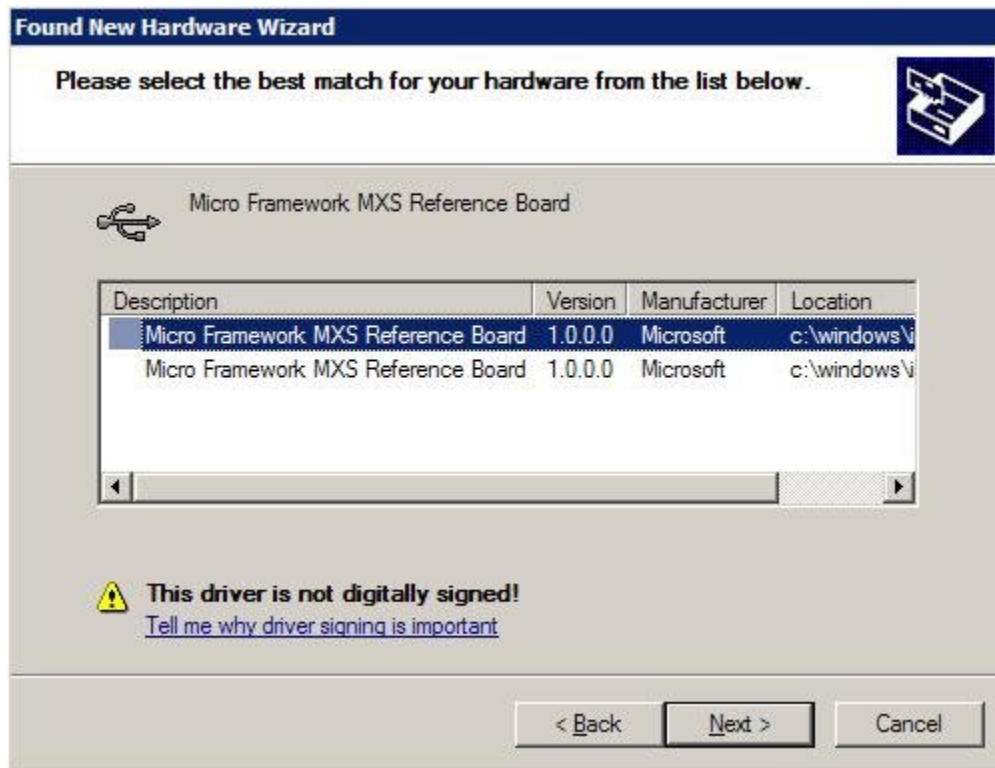 Found New Hardware Wizard
Please select the best match for your hardware from the list below.
Micro Framework MXS Reference Board
Description Version Manufacturer Location
Micro Framework MXS Reference Board 1.0.0.0 Microsoft c:\windows\i
Micro Framework MXS Reference Board 1.0.0.0 Microsoft c:\windows\i
This driver is not digitally signed!
Tell me why driver signing is important
< Back Next > Cancel